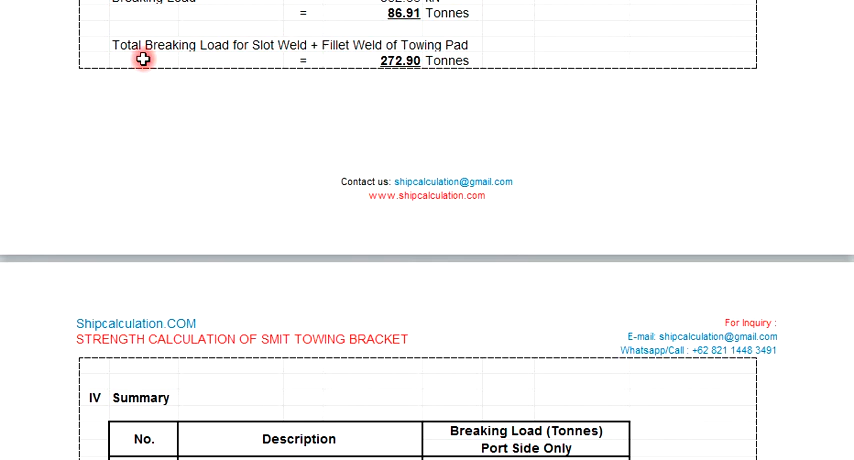 = 86.91 Tonnes
Total Breaking Load for Slot Weld + Fillet Weld of Towing Pad
= 272.90 Tonnes
Contact us: shipcalculation@gmail.com
www.shipcalculation.com
Shipcalculation.COM
STRENGTH CALCULATION OF SMIT TOWING BRACKET
For Inquiry :
E-mail: shipcalculation@gmail.com
Whatsapp/Call : +62 821 1448 3491
IV Summary
No. Description Breaking Load (Tonnes)
Port Side Only